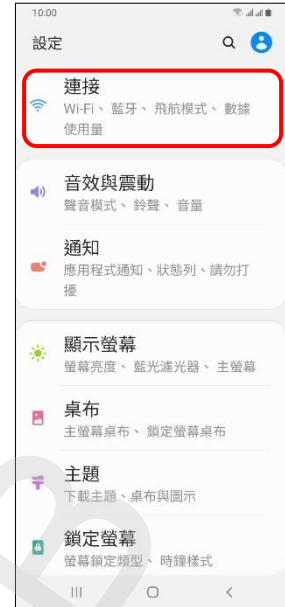 10:00
設定
連接
Wi-Fi、 藍牙、 飛航模式、 數據
使用量
音效與震動
聲音模式、 鈴聲、 音量
通知
應用程式通知、狀態列、請勿打
擾
顯示螢幕
螢幕亮度、 藍光濾光器、 主螢幕
桌布
主螢幕桌布、 鎖定螢幕桌布
主題
下載主題、桌布與圖示
鎖定螢幕
螢幕鎖定類型、 時鐘樣式